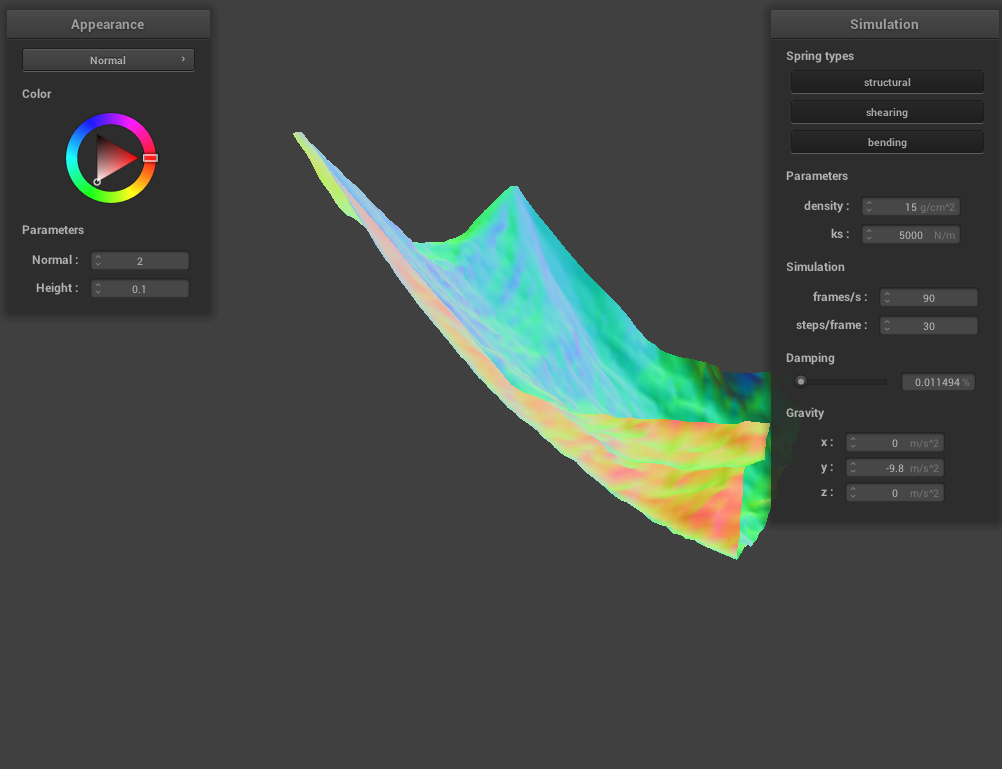 Appearance
Normal
Color
Parameters
Normal : 2
Height : 0.1
Simulation
Spring types
structural
shearing
bending
Parameters
density : 15 g/cm^2
ks : 5000 N/m
Simulation
frames/s : 90
steps/frame : 30
Damping
0.011494 %
Gravity
x : 0 m/s^2
y : -9.8 m/s^2
z : 0 m/s^2